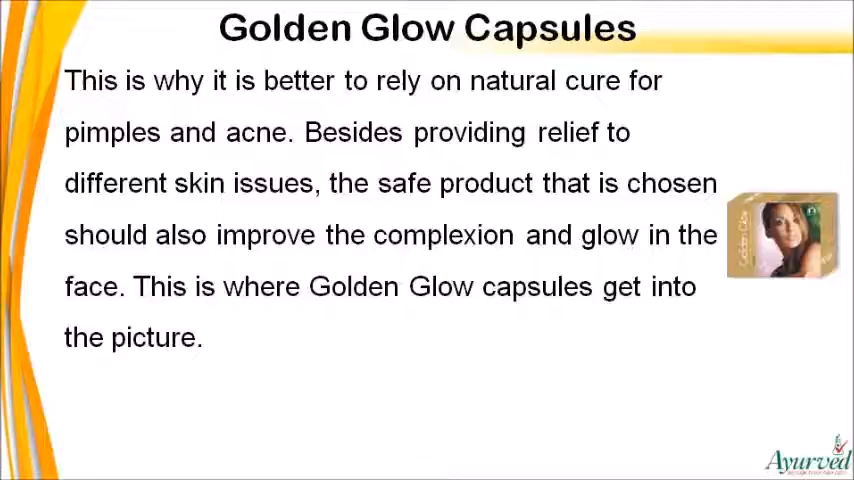 Golden Glow Capsules
This is why it is better to rely on natural cure for
pimples and acne. Besides providing relief to
different skin issues, the safe product that is chosen
should also improve the complexion and glow in the
face. This is where Golden Glow capsules get into
the picture.
Golden Glow
Ayurved